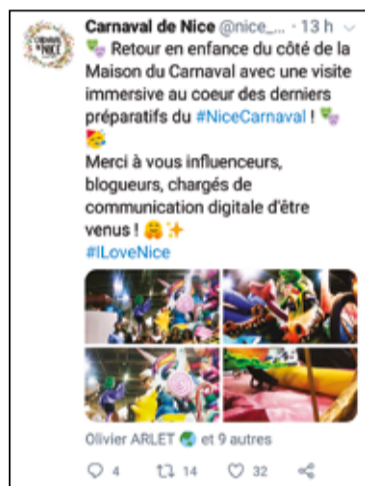 Carnaval de Nice @nice_... · 13 h
🎭 Retour en enfance du côté de la
Maison du Carnaval avec une visite
immersive au coeur des derniers
préparatifs du #NiceCarnaval ! 🎭
🥳
Merci à vous influenceurs,
blogueurs, chargés de
communication digitale d'être
venus ! 🤗✨
#ILoveNice
Olivier ARLET 🌏 et 9 autres
4 14 32